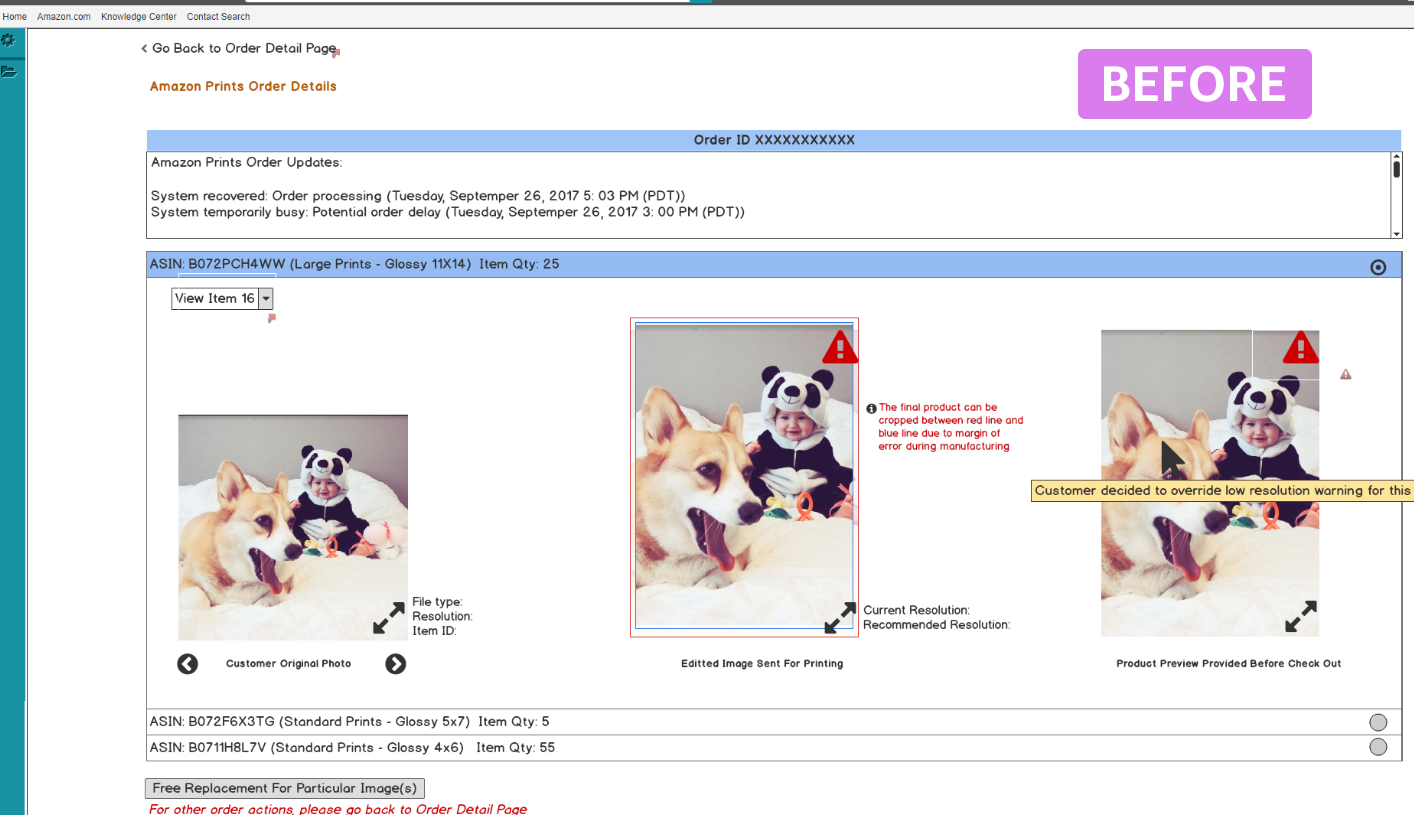 Home Amazon.com Knowledge Center Contact Search
Go Back to Order Detail Page
BEFORE
Amazon Prints Order Details
Order ID XXXXXXXXXXX
Amazon Prints Order Updates:
System recovered: Order processing (Tuesday, Septemper 26, 2017 5: 03 PM (PDT))
System temporarily busy: Potential order delay (Tuesday, Septemper 26, 2017 3: 00 PM (PDT))
ASIN: B072PCH4WW (Large Prints - Glossy 11X14) Item Qty: 25
View Item 16
The final product can be
cropped between red line and
blue line due to margin of
error during manufacturing
Customer decided to override low resolution warning for this
File type:
Resolution:
Item ID:
Current Resolution:
Recommended Resolution:
Customer Original Photo
Editted Image Sent For Printing
Product Preview Provided Before Check Out
ASIN: B072F6X3TG (Standard Prints - Glossy 5x7) Item Qty: 5
ASIN: B0711H8L7V (Standard Prints - Glossy 4x6) Item Qty: 55
Free Replacement For Particular Image(s)
For other order actions, please go back to Order Detail Page